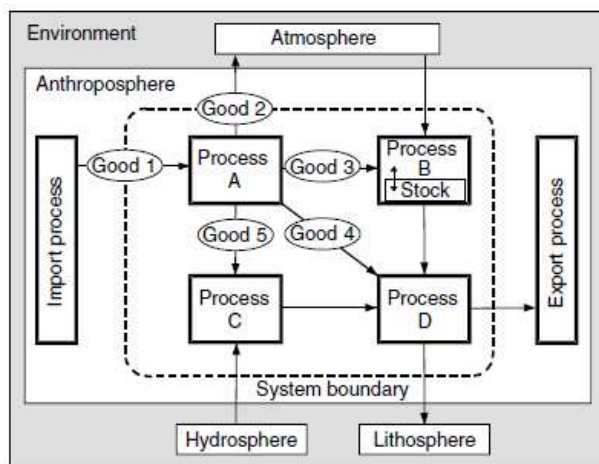 Environment
Atmosphere
Anthroposphere
Good 2
Import process
Good 1
Process
A
Good 3
Process
B
Stock
Export process
Good 5
Good 4
Process
C
Process
D
System boundary
Hydrosphere
Lithosphere